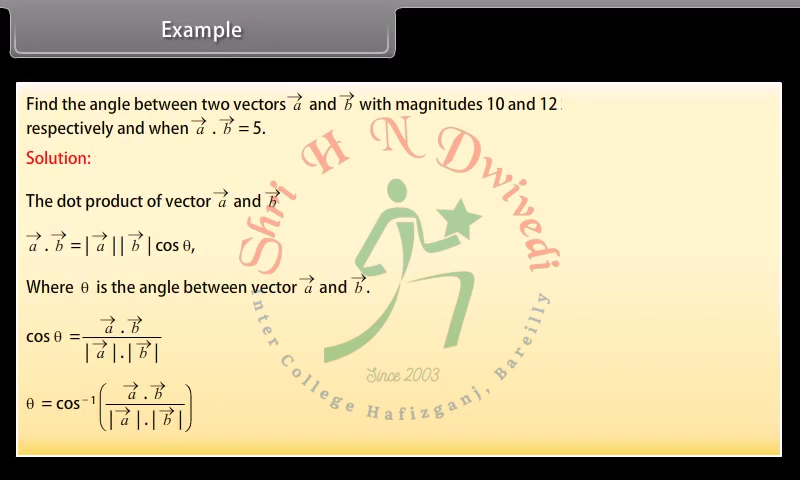 Example
Find the angle between two vectors a⃗ and b⃗ with magnitudes 10 and 12
respectively and when a⃗ . b⃗ = 5.
Solution:
The dot product of vector a⃗ and b⃗
a⃗ . b⃗ = | a⃗ | | b⃗ | cos θ,
Where θ is the angle between vector a⃗ and b⃗.
cos θ = (a⃗ . b⃗) / (| a⃗ | . | b⃗ |)
θ = cos⁻¹ ((a⃗ . b⃗) / (| a⃗ | . | b⃗ |))
Shri H N Dwivedi
Inter College Hafizganj, Bareilly
Since 2003